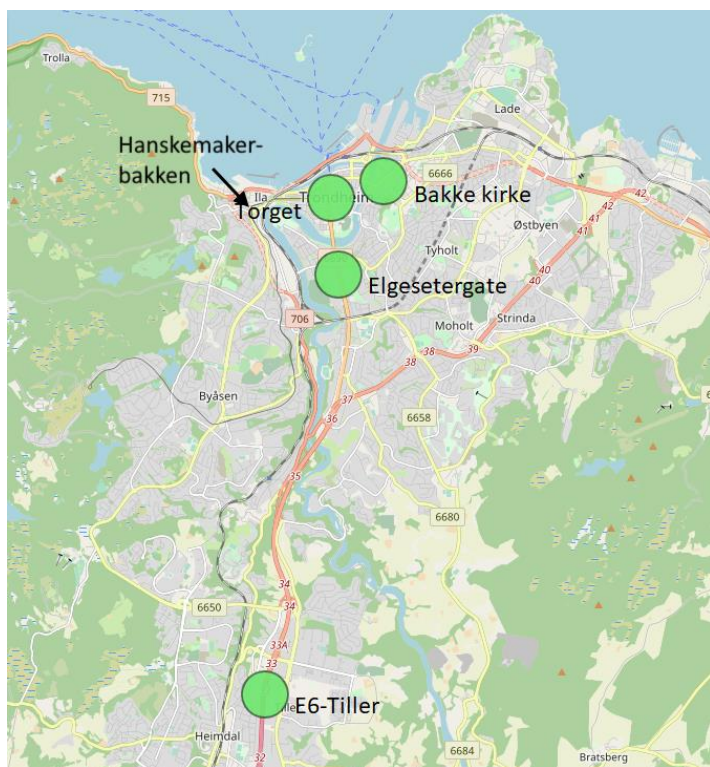 Trolla
715
Lade
Hanskemaker-
bakken
6666
Ila
Trondheim
Bakke kirke
42
42
Torget
41
41
Østbyen
Tyholt
Elgesetergate
40
40
706
Strinda
Moholt
39
38
38
Byåsen
37
6658
36
35
6680
34
6650
34
33A
33
E6-Tiller
Heimdal
6684
32
Bratsberg